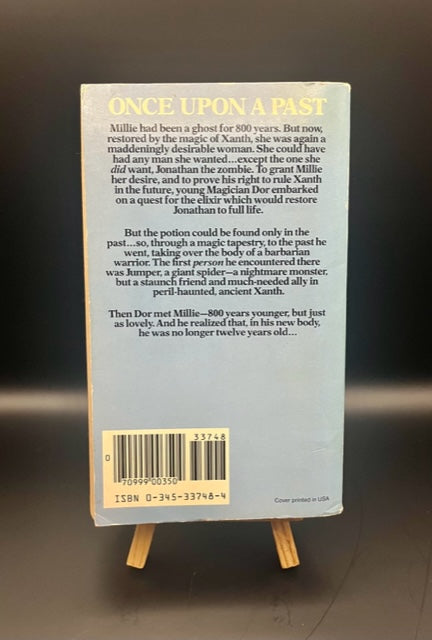 ONCE UPON A PAST
Millie had been a ghost for 800 years. But now,
restored by the magic of Xanth, she was again a
maddeningly desirable woman. She could have
had any man she wanted...except the one she
did want, Jonathan the zombie. To grant Millie
her desire, and to prove his right to rule Xanth
in the future, young Magician Dor embarked
on a quest for the elixir which would restore
Jonathan to full life.
But the potion could be found only in the
past...so, through a magic tapestry, to the past he
went, taking over the body of a barbarian
warrior. The first person he encountered there
was Jumper, a giant spider—a nightmare monster,
but a staunch friend and much-needed ally in
peril-haunted, ancient Xanth.
Then Dor met Millie—800 years younger, but just
as lovely. And he realized that, in his new body,
he was no longer twelve years old...
33748
0
70999 00350
ISBN 0-345-33748-4
Cover printed in USA